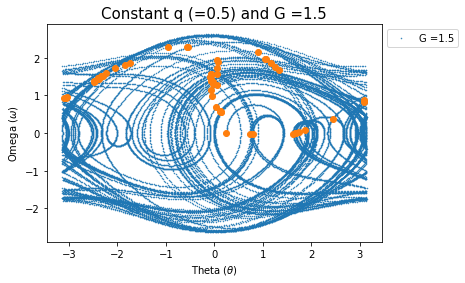 Constant q (=0.5) and G =1.5
G =1.5
Omega (ω)
2
1
0
−1
−2
−3 −2 −1 0 1 2 3
Theta (θ)